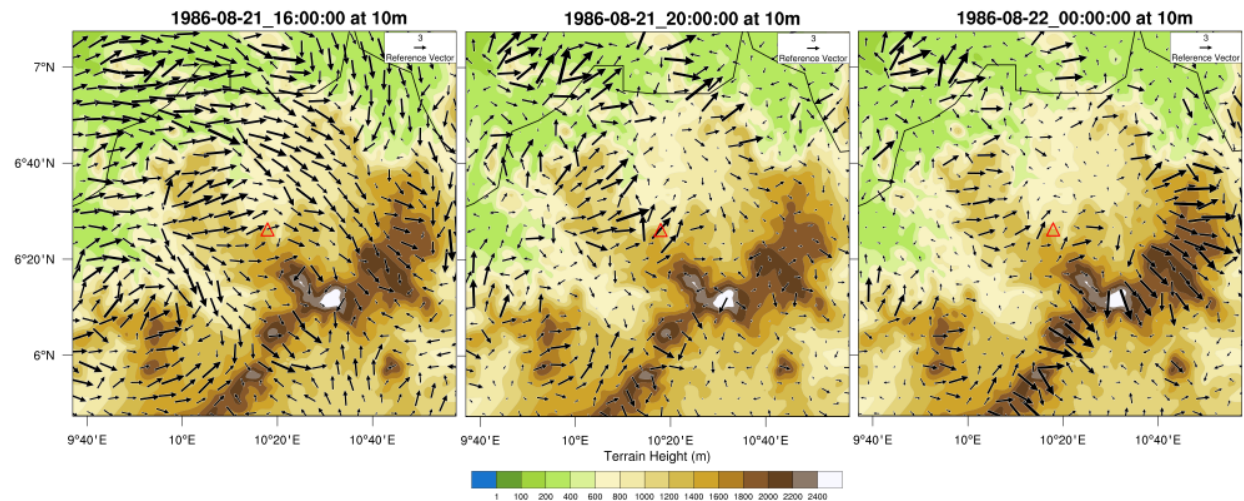 1986-08-21_16:00:00 at 10m
1986-08-21_20:00:00 at 10m
1986-08-22_00:00:00 at 10m
3
Reference Vector
3
Reference Vector
3
Reference Vector
7°N
6°40'N
6°20'N
6°N
9°40'E 10°E 10°20'E 10°40'E
9°40'E 10°E 10°20'E 10°40'E
9°40'E 10°E 10°20'E 10°40'E
Terrain Height (m)
1 100 200 400 600 800 1000 1200 1400 1600 1800 2000 2200 2400